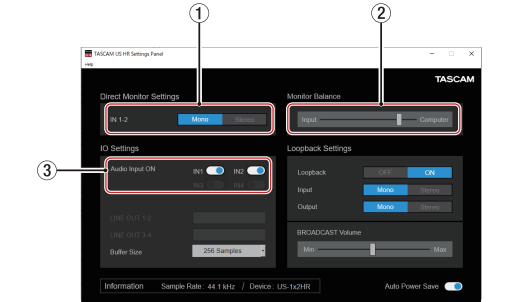 ① ②
TASCAM US HR Settings Panel
Help
TASCAM
Direct Monitor Settings
IN 1-2 Mono Stereo
Monitor Balance
Input Computer
③
IO Settings
Audio Input ON IN1 IN2
IN3 IN4
LINE OUT 1-2
LINE OUT 3-4
Buffer Size 256 Samples
Loopback Settings
Loopback OFF ON
Input Mono Stereo
Output Mono Stereo
BROADCAST Volume
Min Max
Information Sample Rate : 44.1 kHz / Device : US-1x2HR
Auto Power Save